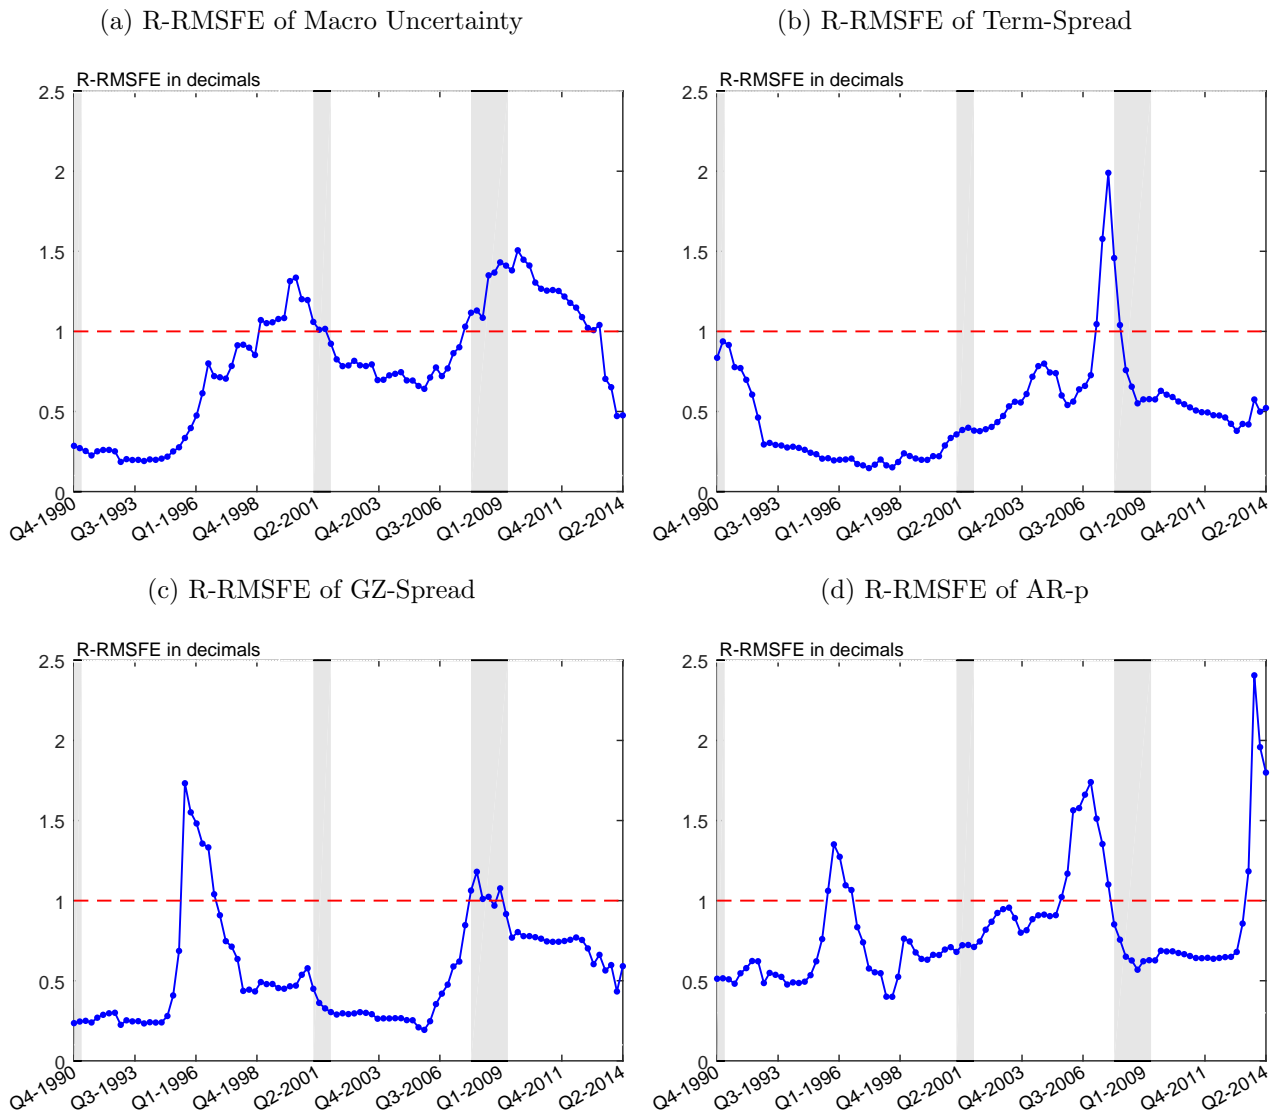 (a) R-RMSFE of Macro Uncertainty
R-RMSFE in decimals
2.5
2
1.5
1
0.5
0
Q4-1990
Q3-1993
Q1-1996
Q4-1998
Q2-2001
Q4-2003
Q3-2006
Q1-2009
Q4-2011
Q2-2014
(b) R-RMSFE of Term-Spread
R-RMSFE in decimals
2.5
2
1.5
1
0.5
0
Q4-1990
Q3-1993
Q1-1996
Q4-1998
Q2-2001
Q4-2003
Q3-2006
Q1-2009
Q4-2011
Q2-2014
(c) R-RMSFE of GZ-Spread
R-RMSFE in decimals
2.5
2
1.5
1
0.5
0
Q4-1990
Q3-1993
Q1-1996
Q4-1998
Q2-2001
Q4-2003
Q3-2006
Q1-2009
Q4-2011
Q2-2014
(d) R-RMSFE of AR-p
R-RMSFE in decimals
2.5
2
1.5
1
0.5
0
Q4-1990
Q3-1993
Q1-1996
Q4-1998
Q2-2001
Q4-2003
Q3-2006
Q1-2009
Q4-2011
Q2-2014